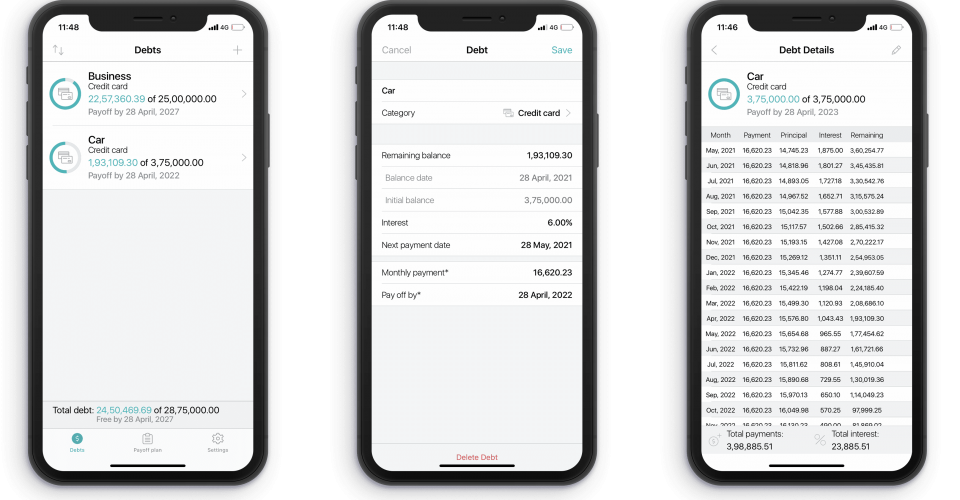 11:48
4G
Debts
Business
Credit card
22,57,360.39 of 25,00,000.00
Payoff by 28 April, 2027
Car
Credit card
1,93,109.30 of 3,75,000.00
Payoff by 28 April, 2022
Total debt: 24,50,469.69 of 28,75,000.00
Free by 28 April, 2027
Debts
Payoff plan
Settings
11:48
4G
Cancel
Debt
Save
Car
Category
Credit card
Remaining balance 1,93,109.30
Balance date 28 April, 2021
Initial balance 3,75,000.00
Interest 6.00%
Next payment date 28 May, 2021
Monthly payment* 16,620.23
Pay off by* 28 April, 2022
Delete Debt
11:46
4G
Debt Details
Car
Credit card
3,75,000.00 of 3,75,000.00
Payoff by 28 April, 2023
Month Payment Principal Interest Remaining
May, 2021 16,620.23 14,745.23 1,875.00 3,60,254.77
Jun, 2021 16,620.23 14,818.96 1,801.27 3,45,435.81
Jul, 2021 16,620.23 14,893.05 1,727.18 3,30,542.76
Aug, 2021 16,620.23 14,967.52 1,652.71 3,15,575.24
Sep, 2021 16,620.23 15,042.35 1,577.88 3,00,532.89
Oct, 2021 16,620.23 15,117.57 1,502.66 2,85,415.32
Nov, 2021 16,620.23 15,193.15 1,427.08 2,70,222.17
Dec, 2021 16,620.23 15,269.12 1,351.11 2,54,953.05
Jan, 2022 16,620.23 15,345.46 1,274.77 2,39,607.59
Feb, 2022 16,620.23 15,422.19 1,198.04 2,24,185.40
Mar, 2022 16,620.23 15,499.30 1,120.93 2,08,686.10
Apr, 2022 16,620.23 15,576.80 1,043.43 1,93,109.30
May, 2022 16,620.23 15,654.68 965.55 1,77,454.62
Jun, 2022 16,620.23 15,732.96 887.27 1,61,721.66
Jul, 2022 16,620.23 15,811.62 808.61 1,45,910.04
Aug, 2022 16,620.23 15,890.68 729.55 1,30,019.36
Sep, 2022 16,620.23 15,970.13 650.10 1,14,049.23
Oct, 2022 16,620.23 16,049.98 570.25 97,999.25
Nov, 2022 16,620.23 16,130.23 490.00 81,869.02
Total payments:
3,98,885.51
Total interest:
23,885.51